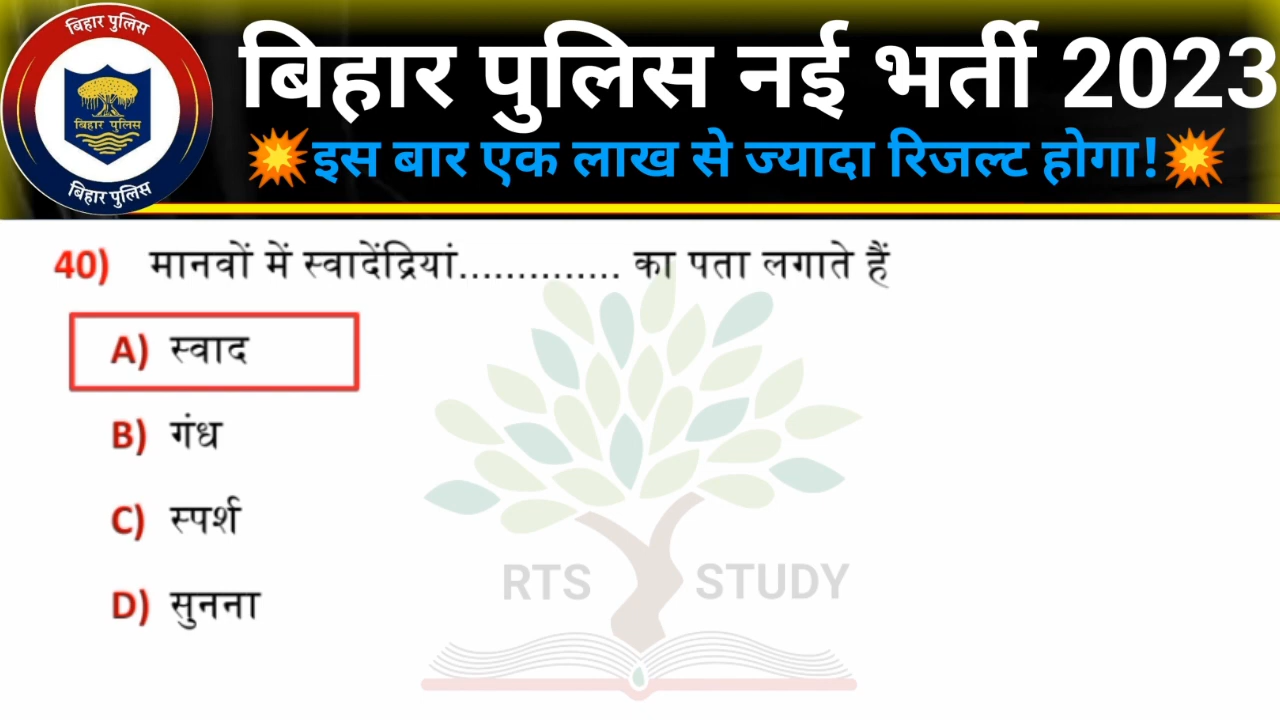 बिहार पुलिस
बिहार पुलिस
बिहार पुलिस
बिहार पुलिस नई भर्ती 2023
💥इस बार एक लाख से ज्यादा रिजल्ट होगा!💥
40) मानवों में स्वादेंद्रियां.............. का पता लगाते हैं
A) स्वाद
B) गंध
C) स्पर्श
D) सुनना
RTS STUDY